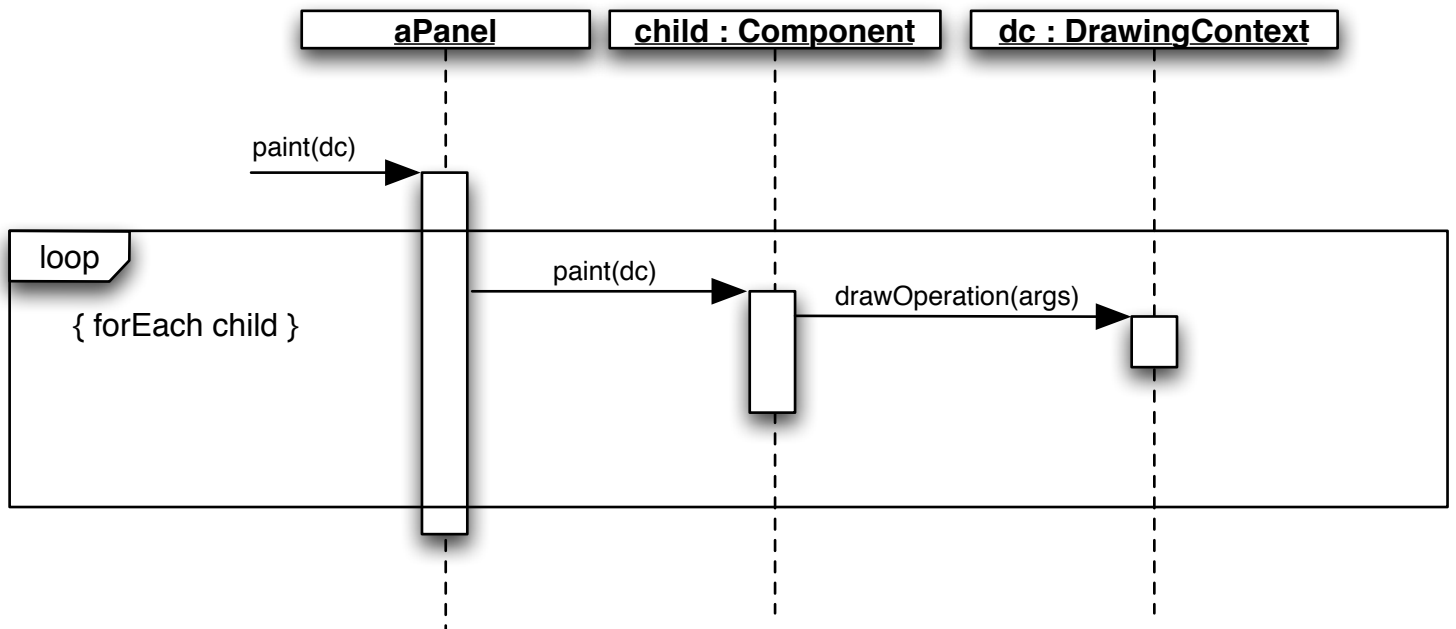 aPanel
child : Component
dc : DrawingContext
paint(dc)
loop
paint(dc)
drawOperation(args)
{ forEach child }